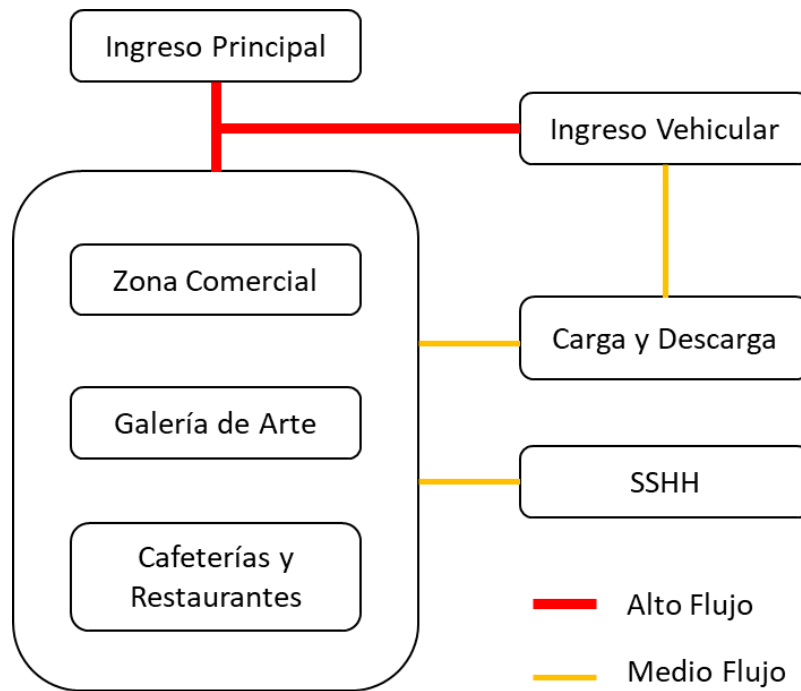 Ingreso Principal
Ingreso Vehicular
Zona Comercial
Carga y Descarga
Galería de Arte
SSHH
Cafeterías y
Restaurantes
Alto Flujo
Medio Flujo